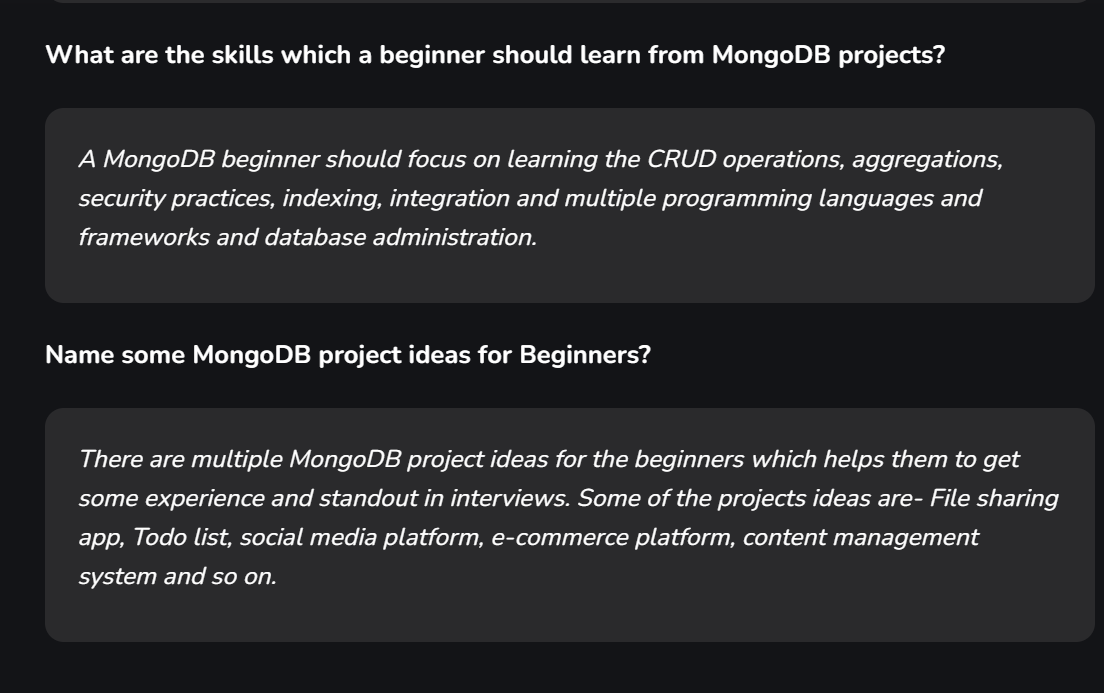 What are the skills which a beginner should learn from MongoDB projects?
A MongoDB beginner should focus on learning the CRUD operations, aggregations,
security practices, indexing, integration and multiple programming languages and
frameworks and database administration.
Name some MongoDB project ideas for Beginners?
There are multiple MongoDB project ideas for the beginners which helps them to get
some experience and standout in interviews. Some of the projects ideas are- File sharing
app, Todo list, social media platform, e-commerce platform, content management
system and so on.